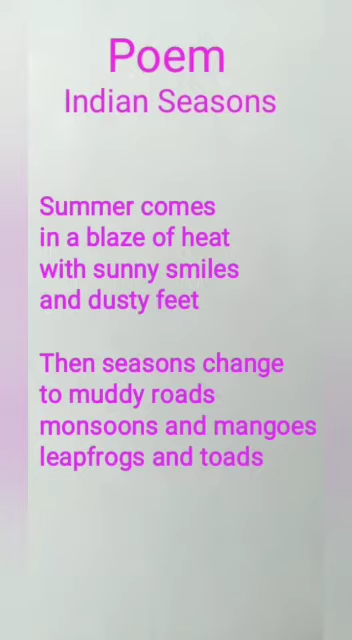 Poem
Indian Seasons
Summer comes
in a blaze of heat
with sunny smiles
and dusty feet
Then seasons change
to muddy roads
monsoons and mangoes
leapfrogs and toads